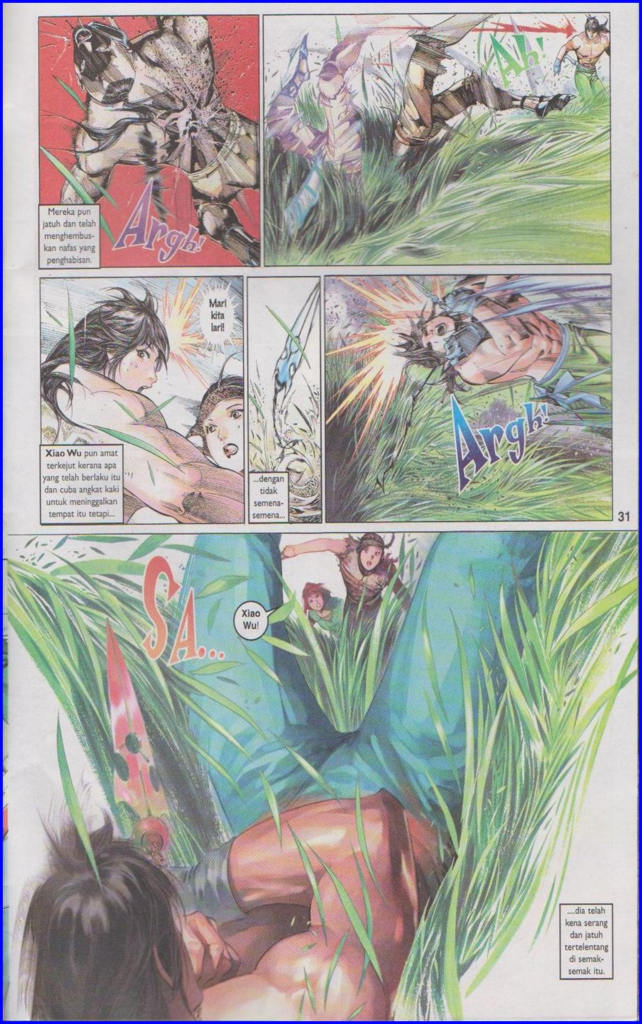 Mereka pun
jatuh dan telah
menghembus-
kan nafas yang
penghabisan.
Argh!
Ah!
Mari
kita
lari!
Xiao Wu pun amat
terkejut kerana apa
yang telah berlaku itu
dan cuba angkat kaki
untuk meninggalkan
tempat itu tetapi...
...dengan
tidak
semena-
semena...
Argh!
31
SA...
Xiao
Wu!
....dia telah
kena serang
dan jatuh
tertelentang
di semak-
semak itu.